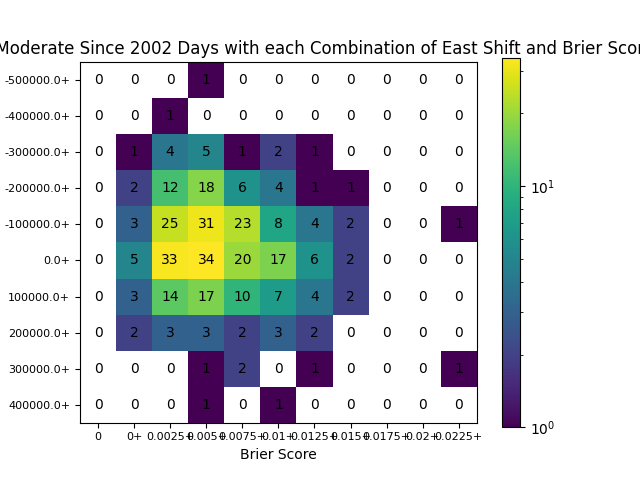 Moderate Since 2002 Days with each Combination of East Shift and Brier Scor
-500000.0+ 0 0 0 1 0 0 0 0 0 0 0
-400000.0+ 0 0 1 0 0 0 0 0 0 0 0
-300000.0+ 0 1 4 5 1 2 1 0 0 0 0
-200000.0+ 0 2 12 18 6 4 1 1 0 0 0
-100000.0+ 0 3 25 31 23 8 4 2 0 0 1
0.0+ 0 5 33 34 20 17 6 2 0 0 0
100000.0+ 0 3 14 17 10 7 4 2 0 0 0
200000.0+ 0 2 3 3 2 3 2 0 0 0 0
300000.0+ 0 0 0 1 2 0 1 0 0 0 1
400000.0+ 0 0 0 1 0 1 0 0 0 0 0
0 0+ 0.0025+ 0.005+ 0.0075+ 0.01+ 0.0125+ 0.015+ 0.0175+ 0.02+ 0.0225+
Brier Score
10¹
10⁰